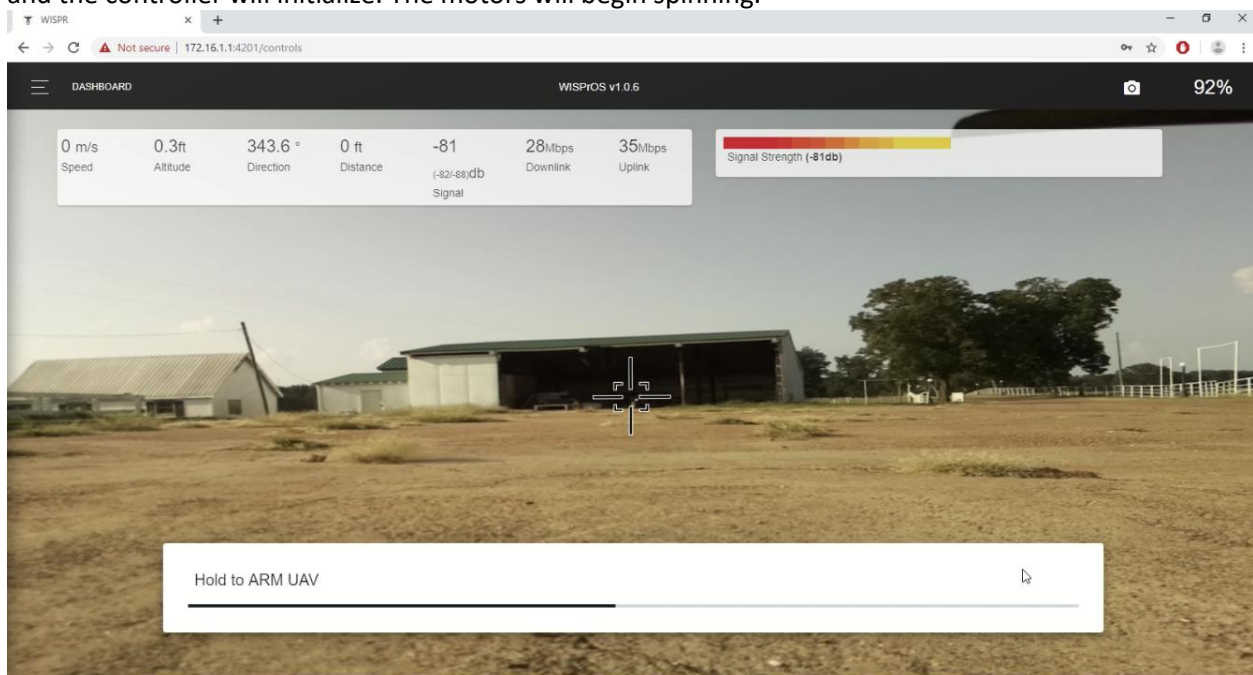 and the controller will initialize. The motors will begin spinning.
WISPR
Not secure | 172.16.1.1:4201/controls
DASHBOARD WISPrOS v1.0.6 92%
0 m/s 0.3ft 343.6 ° 0 ft -81 28Mbps 35Mbps
Speed Altitude Direction Distance (-82/-88)db Downlink Uplink
Signal
Signal Strength (-81db)
Hold to ARM UAV